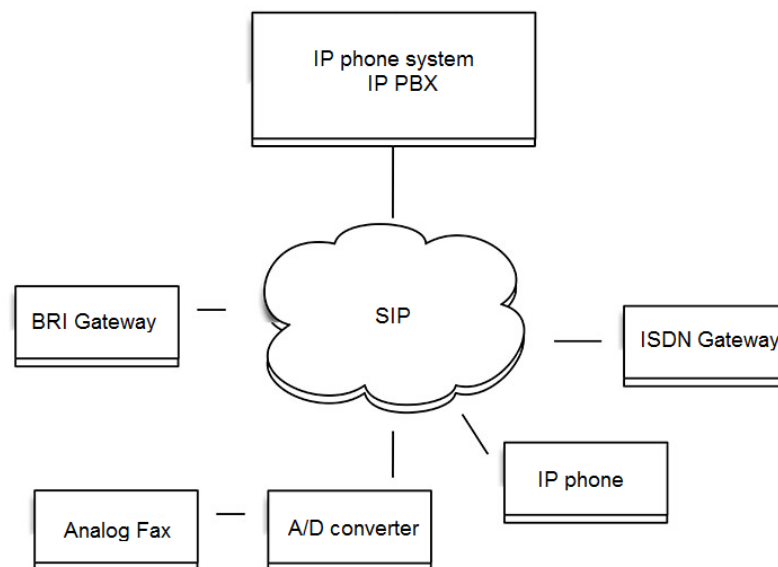 IP phone system
IP PBX
SIP
BRI Gateway
ISDN Gateway
IP phone
Analog Fax
A/D converter